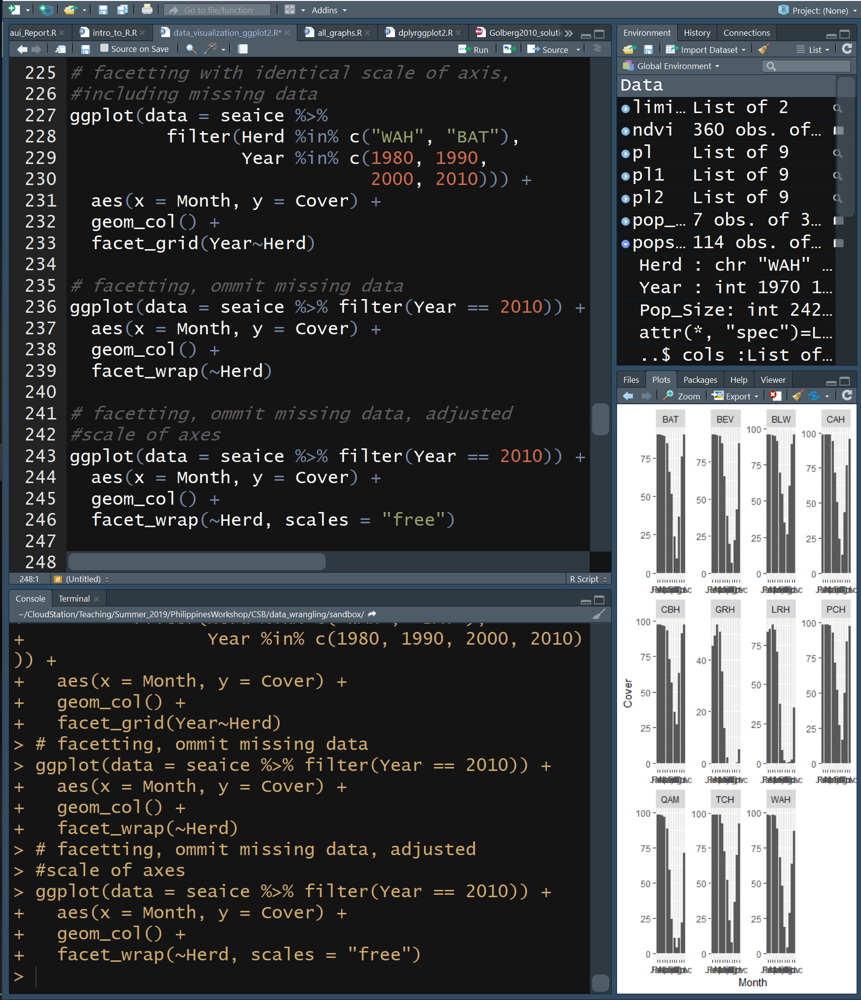 Go to file/function
Addins
Project: (None)
aui_Report.R
intro_to_R.R
data_visualization_ggplot2.R*
all_graphs.R
dplyrggplot2.R
Golberg2010_soluti
Source on Save
Run
Source
225 # facetting with identical scale of axis,
226 #including missing data
227 ggplot(data = seaice %>%
228          filter(Herd %in% c("WAH", "BAT"),
229                 Year %in% c(1980, 1990,
230                             2000, 2010))) +
231   aes(x = Month, y = Cover) +
232   geom_col() +
233   facet_grid(Year~Herd)
234
235 # facetting, ommit missing data
236 ggplot(data = seaice %>% filter(Year == 2010)) +
237   aes(x = Month, y = Cover) +
238   geom_col() +
239   facet_wrap(~Herd)
240
241 # facetting, ommit missing data, adjusted
242 #scale of axes
243 ggplot(data = seaice %>% filter(Year == 2010)) +
244   aes(x = Month, y = Cover) +
245   geom_col() +
246   facet_wrap(~Herd, scales = "free")
247
248
248:1
# (Untitled)
R Script
Console
Terminal
~/CloudStation/Teaching/Summer_2019/PhilippinesWorkshop/CSB/data_wrangling/sandbox/
+                 Year %in% c(1980, 1990, 2000, 2010)
)) +
+   aes(x = Month, y = Cover) +
+   geom_col() +
+   facet_grid(Year~Herd)
> # facetting, ommit missing data
> ggplot(data = seaice %>% filter(Year == 2010)) +
+   aes(x = Month, y = Cover) +
+   geom_col() +
+   facet_wrap(~Herd)
> # facetting, ommit missing data, adjusted
> #scale of axes
> ggplot(data = seaice %>% filter(Year == 2010)) +
+   aes(x = Month, y = Cover) +
+   geom_col() +
+   facet_wrap(~Herd, scales = "free")
>
Environment
History
Connections
Import Dataset
List
Global Environment
Data
limi... List of 2
ndvi 360 obs. of...
pl List of 9
pl1 List of 9
pl2 List of 9
pop_... 7 obs. of 3...
pops... 114 obs. of...
Herd : chr "WAH" ...
Year : int 1970 1...
Pop_Size: int 242...
attr(*, "spec")=L...
..$ cols :List of...
Files
Plots
Packages
Help
Viewer
Zoom
Export
BAT BEV BLW CAH
75 50 25 0
75 50 25 0
100 75 50 25 0
100 75 50 25 0
CBH GRH LRH PCH
100 75 50 25 0
40 20 0
75 50 25 0
100 75 50 25 0
QAM TCH WAH
100 75 50 25 0
100 75 50 25 0
100 75 50 25 0
Cover
Month